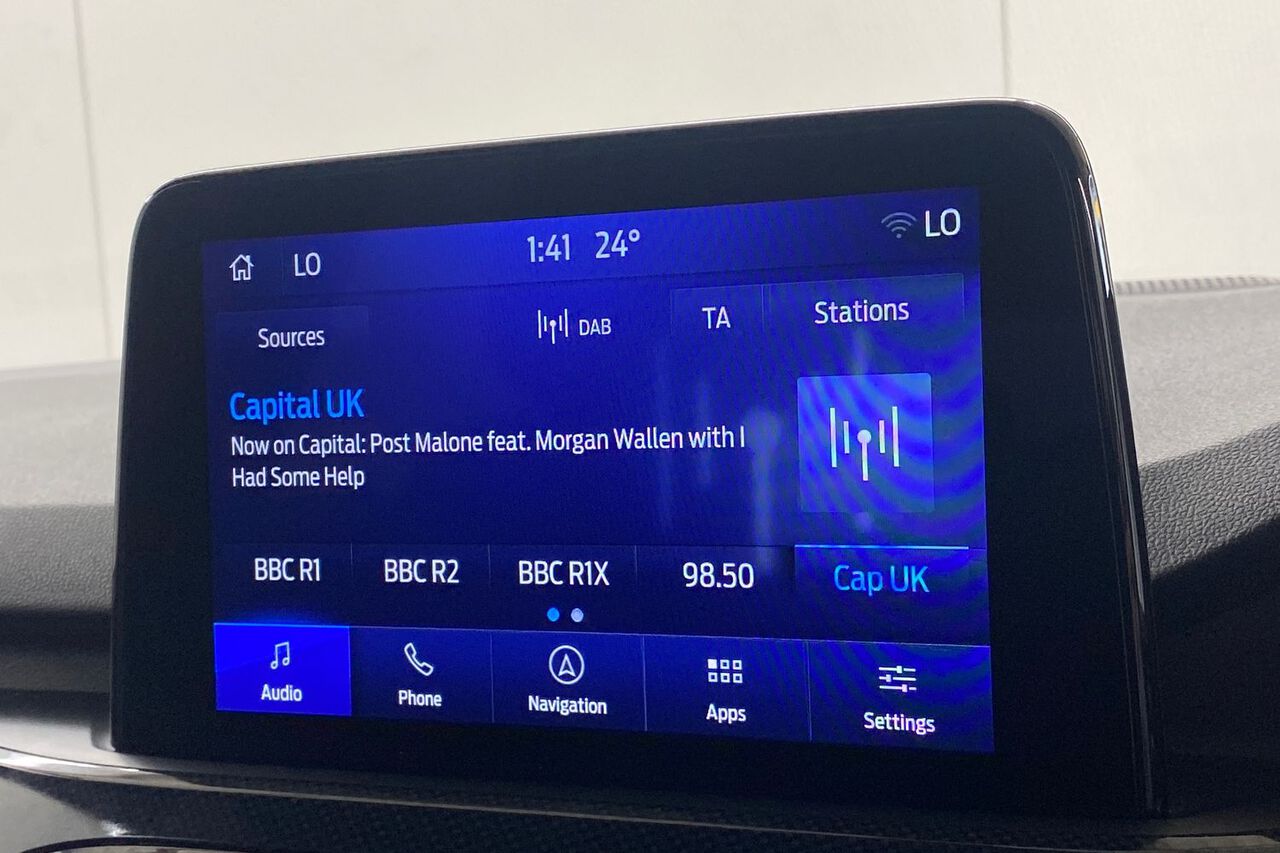 LO
1:41 24°
LO
Sources
DAB
TA
Stations
Capital UK
Now on Capital: Post Malone feat. Morgan Wallen with I
Had Some Help
BBC R1
BBC R2
BBC R1X
98.50
Cap UK
Audio
Phone
Navigation
Apps
Settings